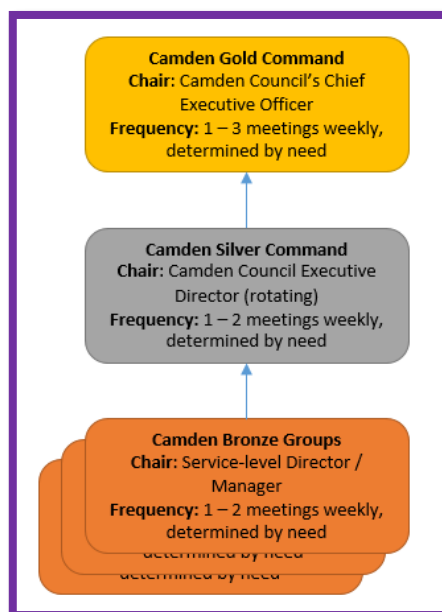 Camden Gold Command
Chair: Camden Council’s Chief
Executive Officer
Frequency: 1 – 3 meetings weekly,
determined by need
Camden Silver Command
Chair: Camden Council Executive
Director (rotating)
Frequency: 1 – 2 meetings weekly,
determined by need
Camden Bronze Groups
Chair: Service-level Director /
Manager
Frequency: 1 – 2 meetings weekly,
determined by need
determined by need
determined by need